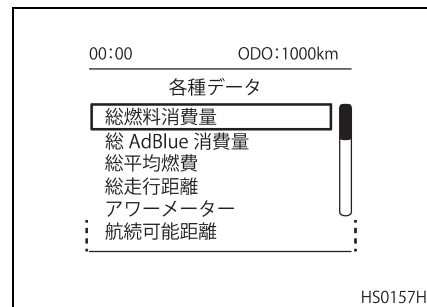 00:00 ODO:1000km
各種データ
総燃料消費量
総 AdBlue 消費量
総平均燃費
総走行距離
アワーメーター
航続可能距離
HS0157H